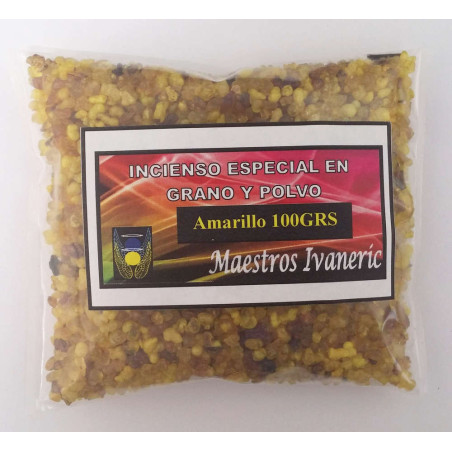 INCIENSO ESPECIAL EN
GRANO Y POLVO
Amarillo 100GRS
Maestros Ivaneric